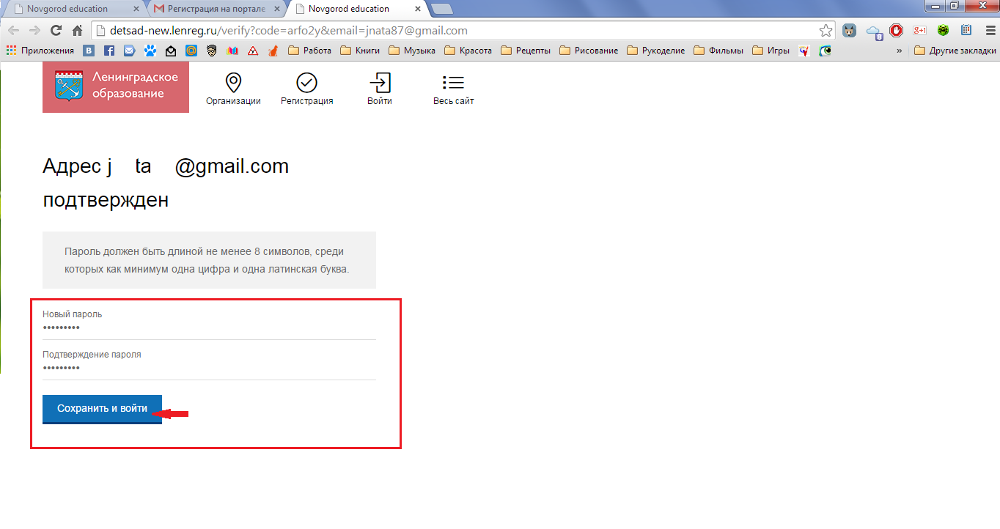 Novgorod education
Регистрация на портале
Novgorod education
detsad-new.lenreg.ru/verify?code=arfo2y&email=jnata87@gmail.com
Приложения
Работа
Книги
Музыка
Красота
Рецепты
Рисование
Рукоделие
Фильмы
Игры
»
Другие закладки
Ленинградское
образование
Организации
Регистрация
Войти
Весь сайт
Адрес j ta @gmail.com
подтвержден
Пароль должен быть длиной не менее 8 символов, среди
которых как минимум одна цифра и одна латинская буква.
Новый пароль
•••••••••
Подтверждение пароля
•••••••••
Сохранить и войти